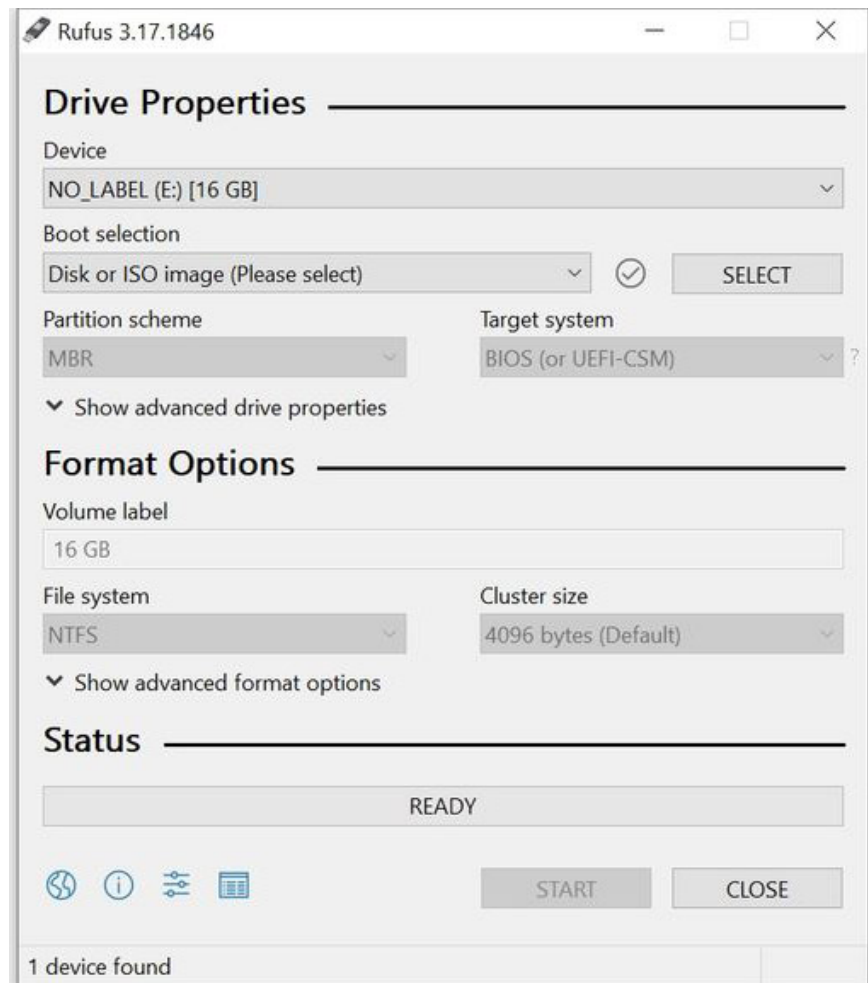 Rufus 3.17.1846
Drive Properties
Device
NO_LABEL (E:) [16 GB]
Boot selection
Disk or ISO image (Please select)
SELECT
Partition scheme
Target system
MBR
BIOS (or UEFI-CSM)
?
Show advanced drive properties
Format Options
Volume label
16 GB
File system
Cluster size
NTFS
4096 bytes (Default)
Show advanced format options
Status
READY
START
CLOSE
1 device found